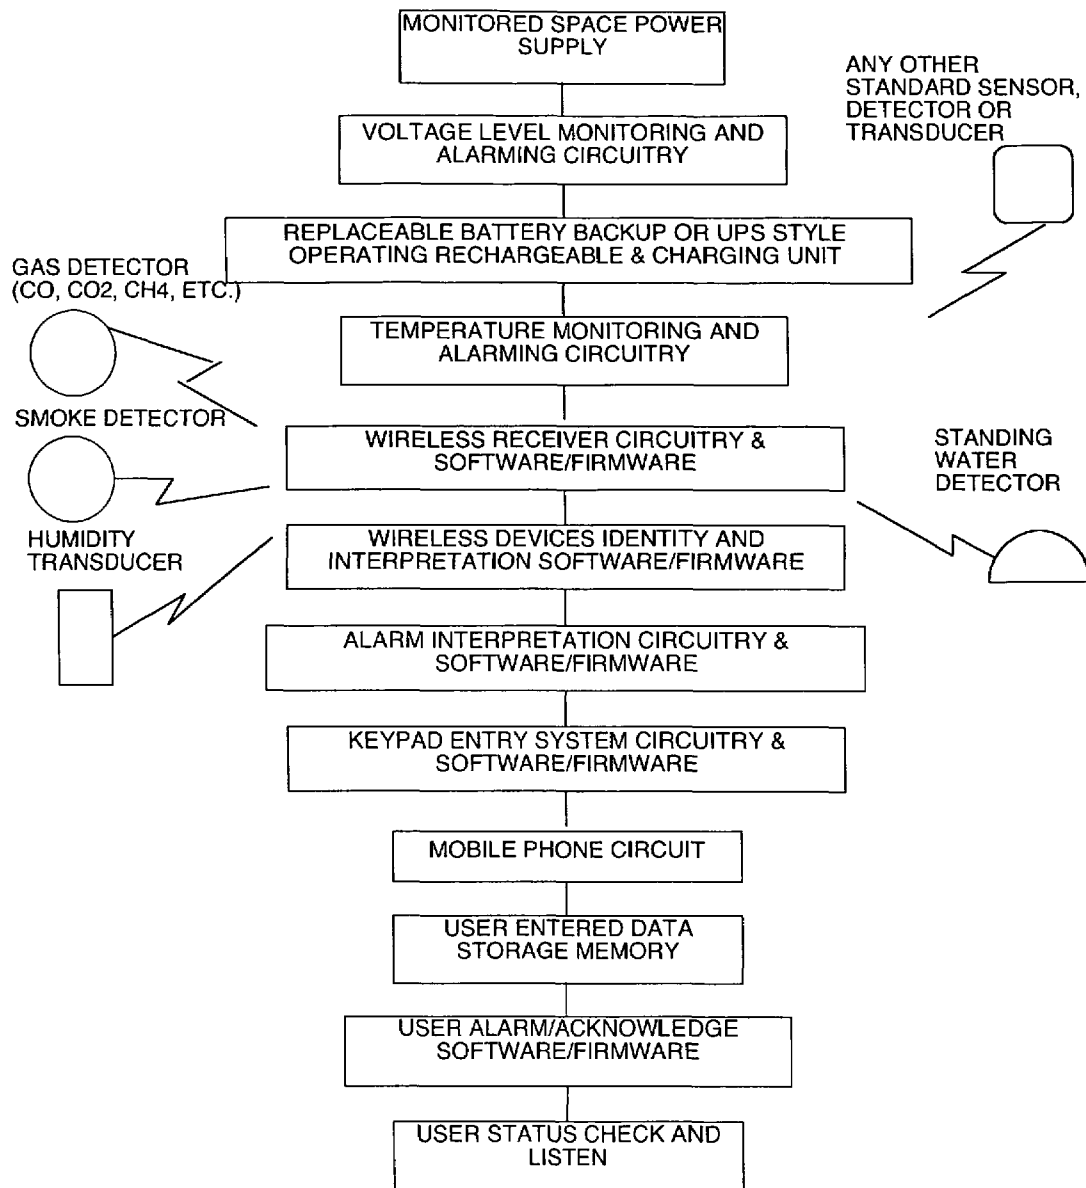 MONITORED SPACE POWER
SUPPLY
ANY OTHER
STANDARD SENSOR,
DETECTOR OR
TRANSDUCER
VOLTAGE LEVEL MONITORING AND
ALARMING CIRCUITRY
REPLACEABLE BATTERY BACKUP OR UPS STYLE
OPERATING RECHARGEABLE & CHARGING UNIT
GAS DETECTOR
(CO, CO2, CH4, ETC.)
TEMPERATURE MONITORING AND
ALARMING CIRCUITRY
SMOKE DETECTOR
WIRELESS RECEIVER CIRCUITRY &
SOFTWARE/FIRMWARE
STANDING
WATER
DETECTOR
HUMIDITY
TRANSDUCER
WIRELESS DEVICES IDENTITY AND
INTERPRETATION SOFTWARE/FIRMWARE
ALARM INTERPRETATION CIRCUITRY &
SOFTWARE/FIRMWARE
KEYPAD ENTRY SYSTEM CIRCUITRY &
SOFTWARE/FIRMWARE
MOBILE PHONE CIRCUIT
USER ENTERED DATA
STORAGE MEMORY
USER ALARM/ACKNOWLEDGE
SOFTWARE/FIRMWARE
USER STATUS CHECK AND
LISTEN